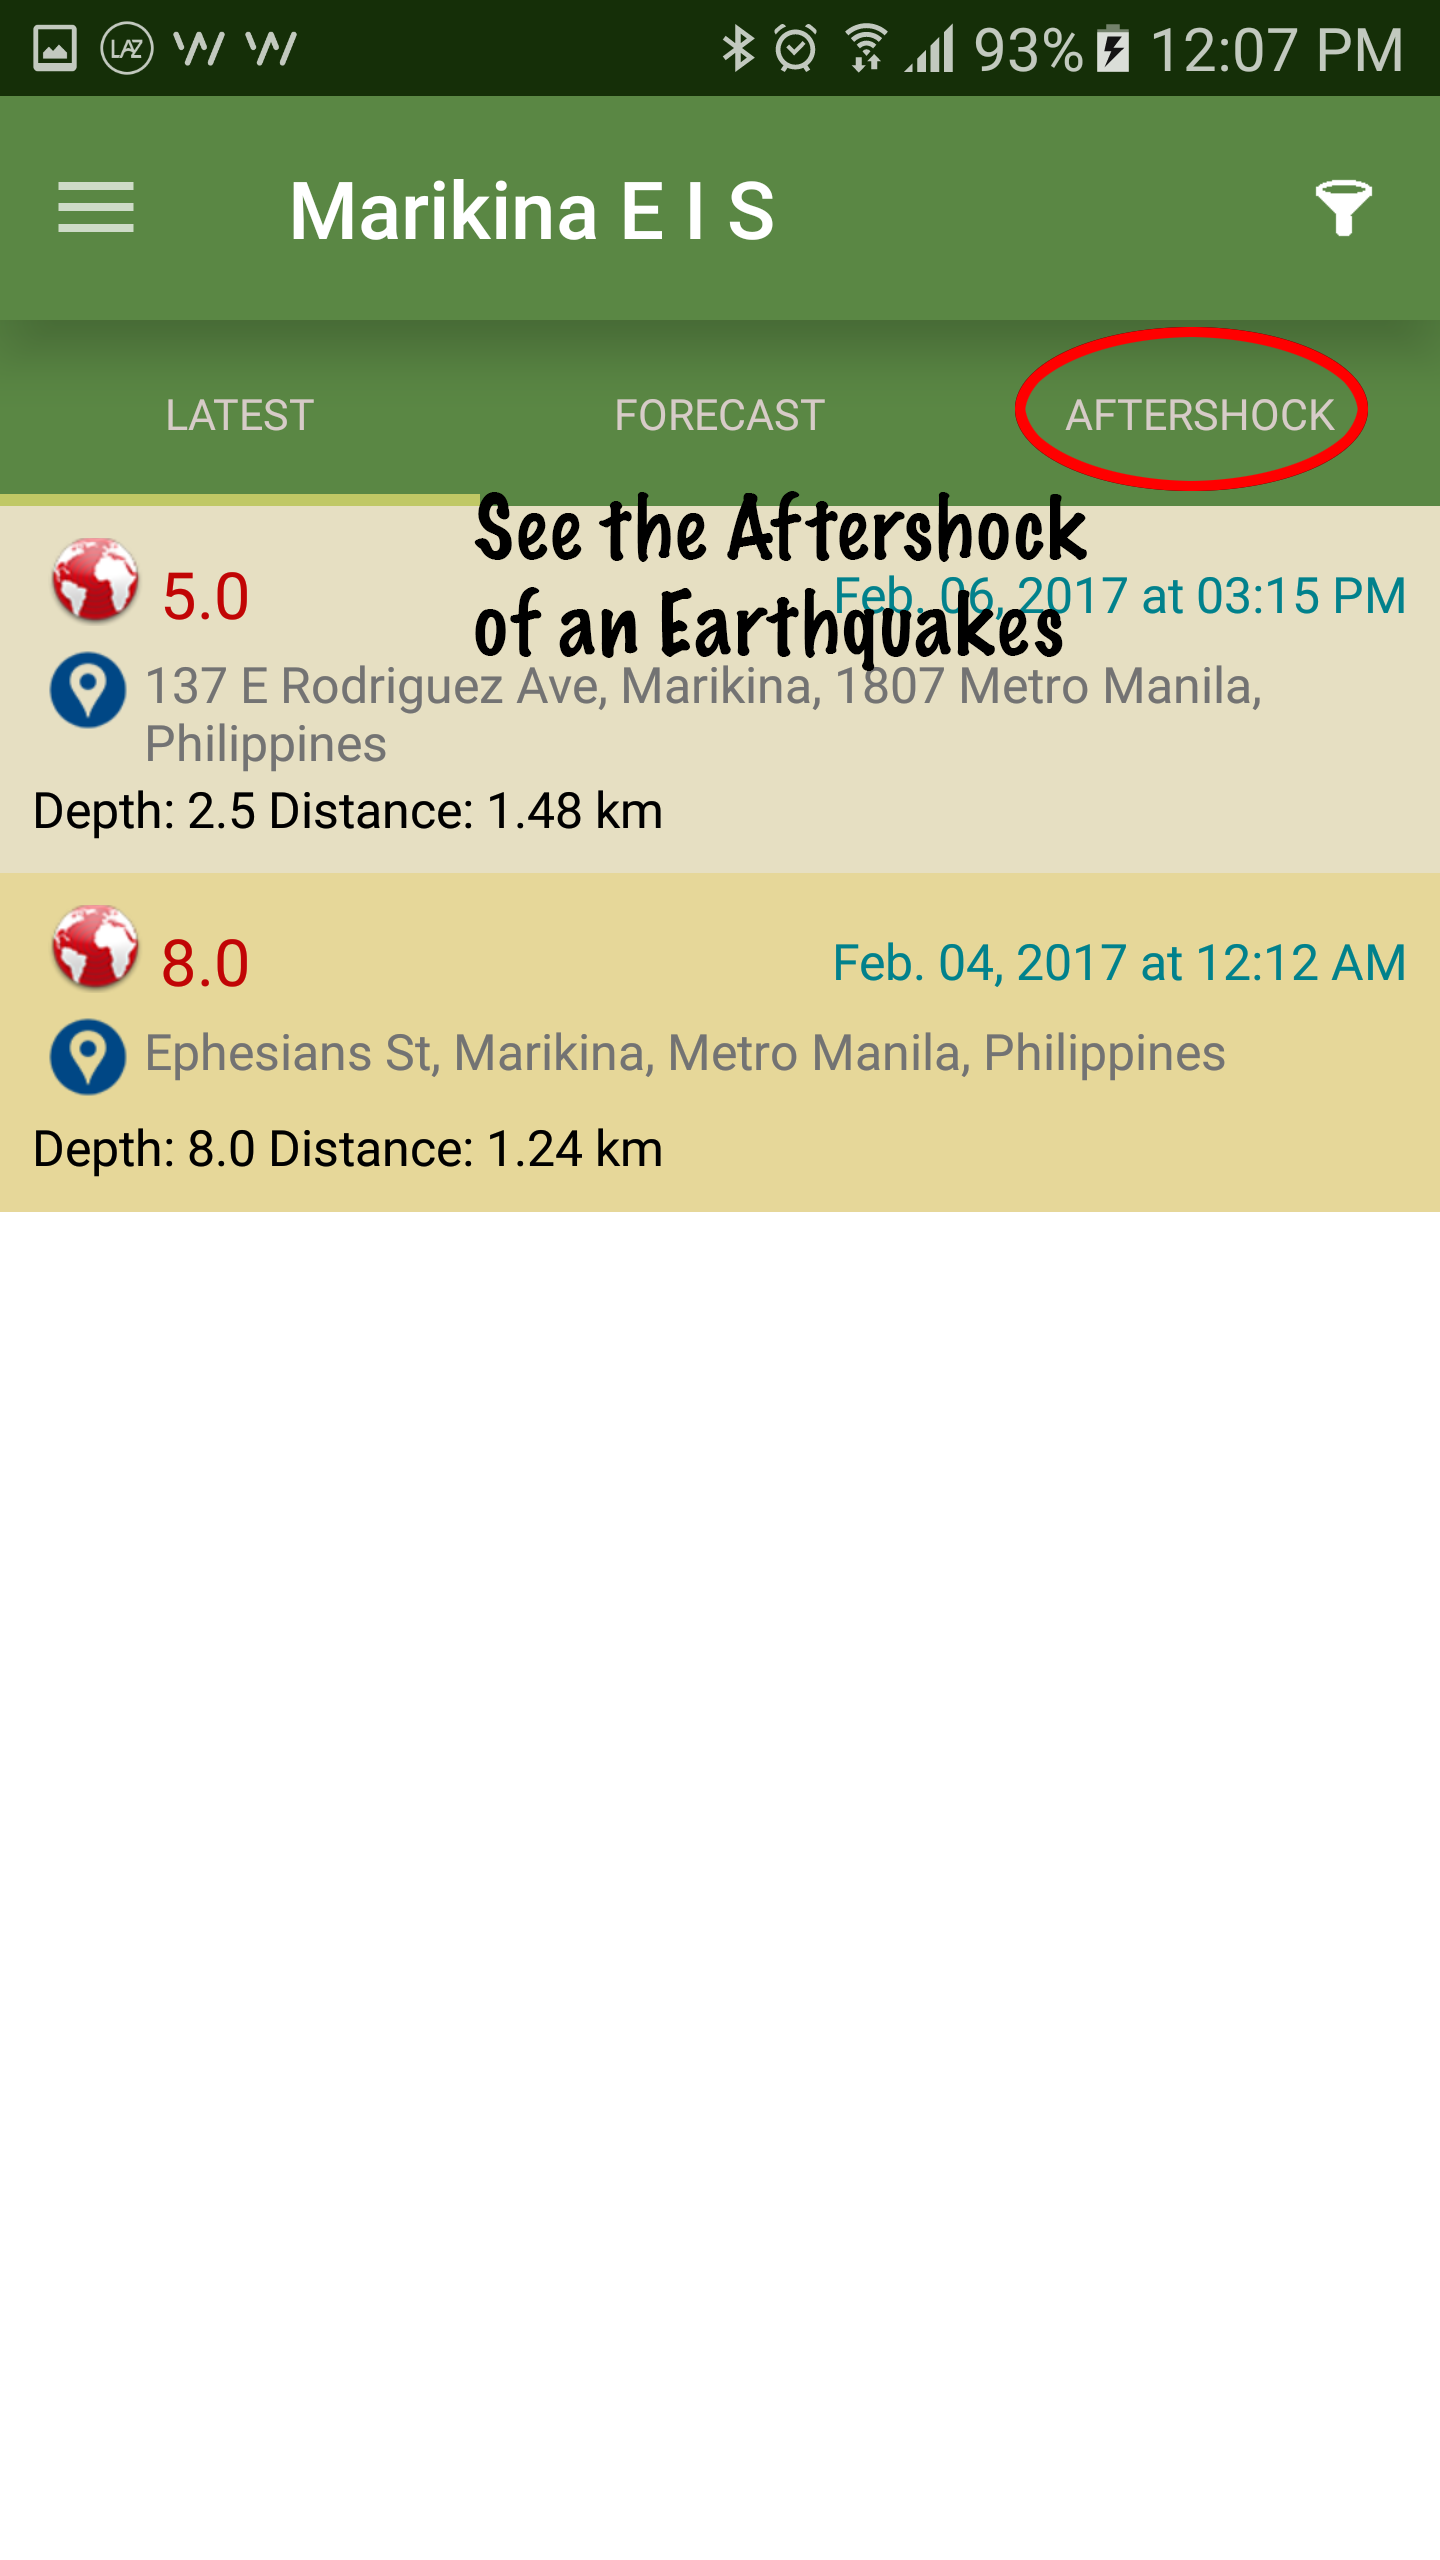 LAZ
93% 12:07 PM
Marikina E I S
LATEST FORECAST AFTERSHOCK
See the Aftershock
of an Earthquakes
5.0 Feb. 06, 2017 at 03:15 PM
137 E Rodriguez Ave, Marikina, 1807 Metro Manila,
Philippines
Depth: 2.5 Distance: 1.48 km
8.0 Feb. 04, 2017 at 12:12 AM
Ephesians St, Marikina, Metro Manila, Philippines
Depth: 8.0 Distance: 1.24 km